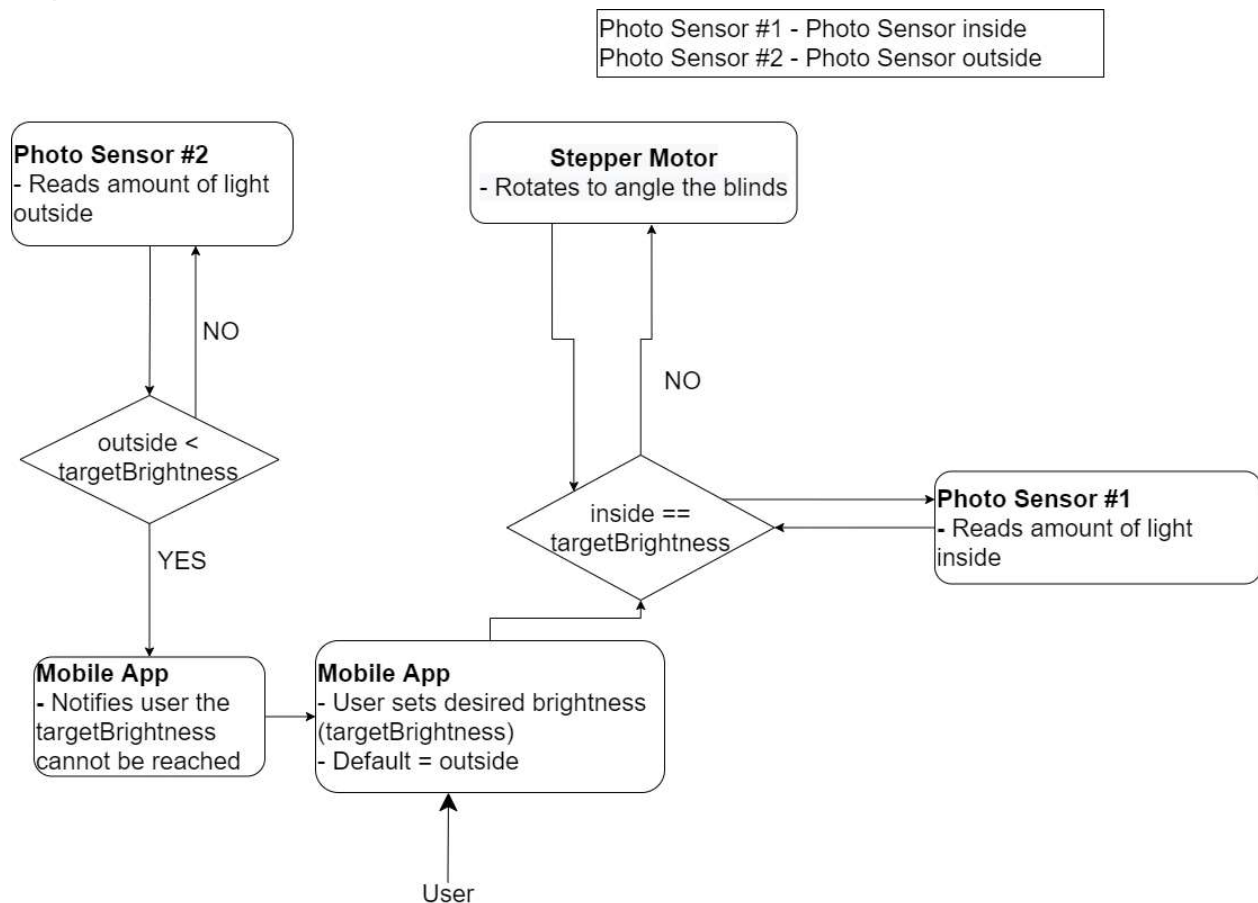 Photo Sensor #1 - Photo Sensor inside
Photo Sensor #2 - Photo Sensor outside
Photo Sensor #2
- Reads amount of light
outside
Stepper Motor
- Rotates to angle the blinds
NO
NO
outside <
targetBrightness
inside ==
targetBrightness
Photo Sensor #1
- Reads amount of light
inside
YES
Mobile App
- Notifies user the
targetBrightness
cannot be reached
Mobile App
- User sets desired brightness
(targetBrightness)
- Default = outside
User